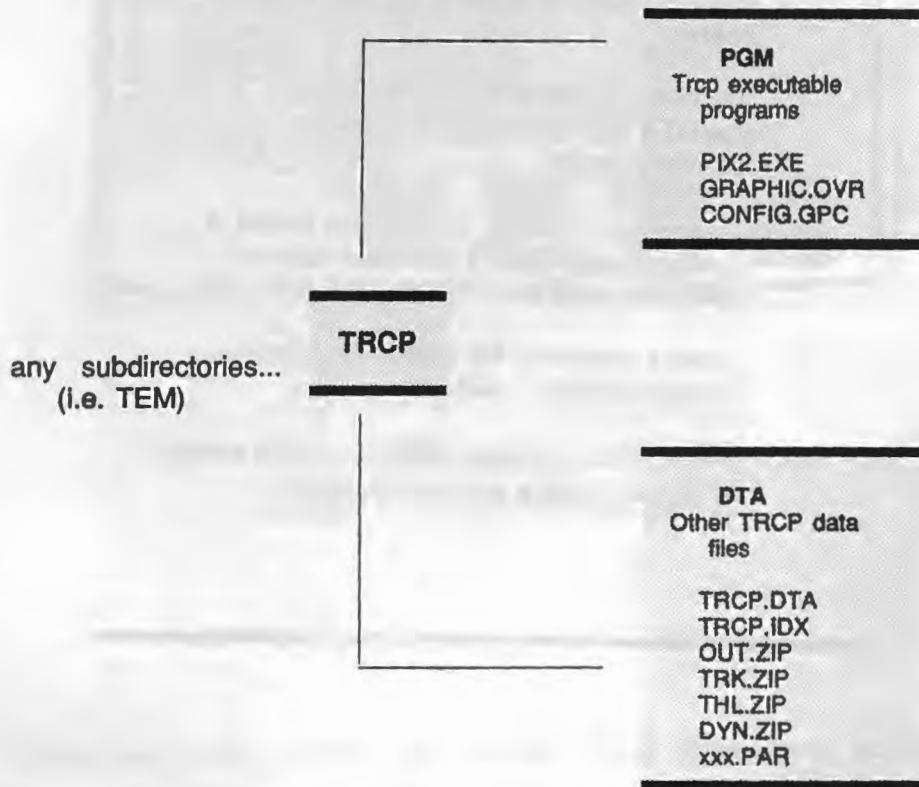 PGM
Trcp executable
programs
PIX2.EXE
GRAPHIC.OVR
CONFIG.GPC
TRCP
any subdirectories...
(i.e. TEM)
DTA
Other TRCP data
files
TRCP.DTA
TRCP.IDX
OUT.ZIP
TRK.ZIP
THL.ZIP
DYN.ZIP
xxx.PAR